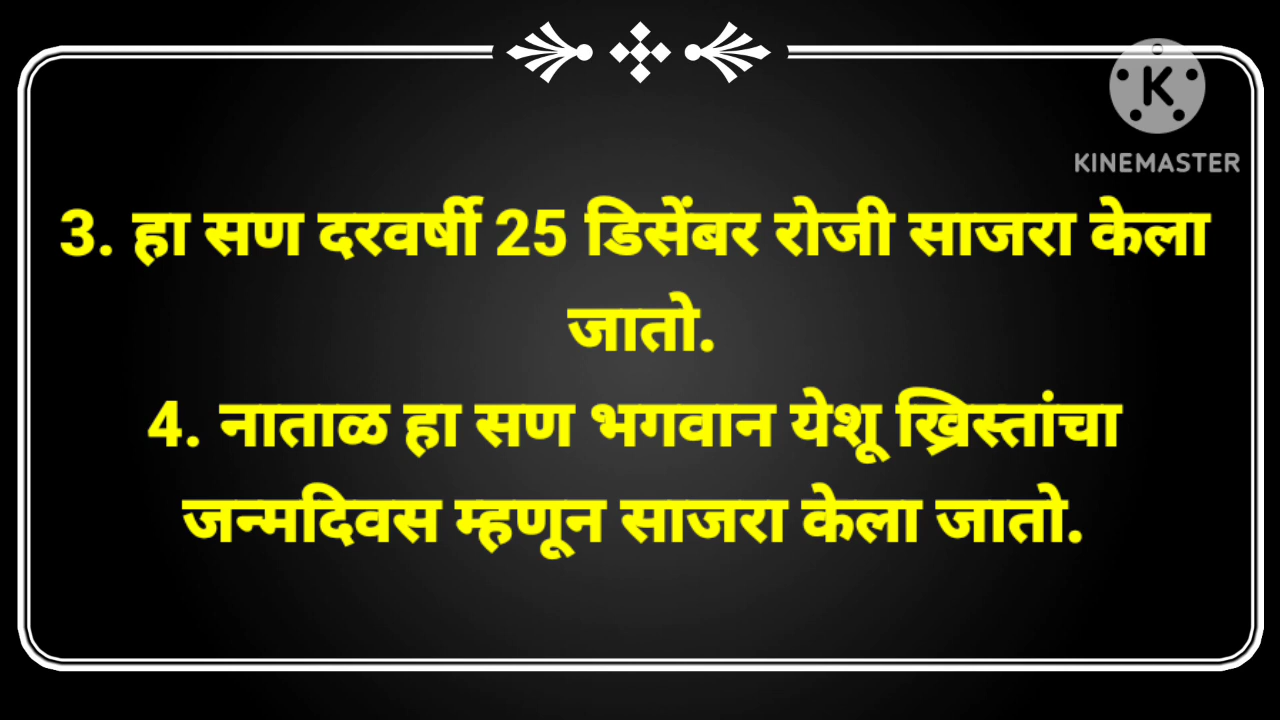 KINEMASTER
3. हा सण दरवर्षी 25 डिसेंबर रोजी साजरा केला
जातो.
4. नाताळ हा सण भगवान येशू ख्रिस्तांचा
जन्मदिवस म्हणून साजरा केला जातो.